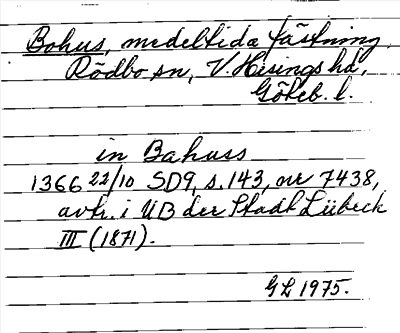 Bohus, medeltida fästning,
Rödbo sn, V. Hisings hd,
Göteb. l.
in Bahuss
1366 22/10 SD9, s. 143, nr 7438,
avtr. i UB der Stadt Lübeck
III (1871).
GL 1975.